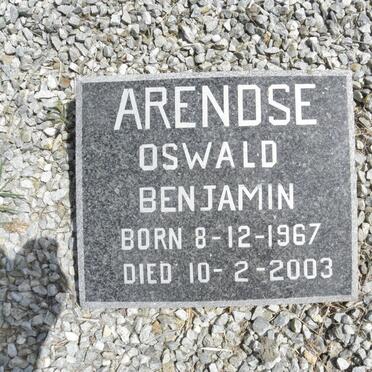 ARENDSE
OSWALD
BENJAMIN
BORN 8-12-1967
DIED 10-2-2003